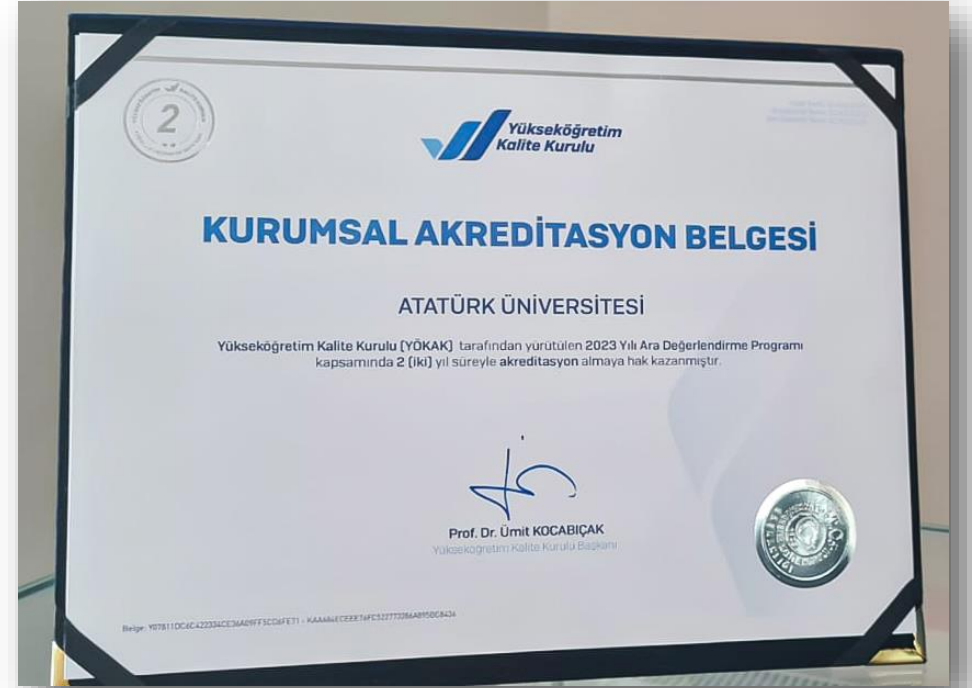 2
Yükseköğretim
Kalite Kurulu
KURUMSAL AKREDİTASYON BELGESİ
ATATÜRK ÜNİVERSİTESİ
Yükseköğretim Kalite Kurulu (YÖKAK) tarafından yürütülen 2023 Yılı Ara Değerlendirme Programı
kapsamında 2 (iki) yıl süreyle akreditasyon almaya hak kazanmıştır.
Prof. Dr. Ümit KOCABIÇAK
Yükseköğretim Kalite Kurulu Başkanı
Belge: